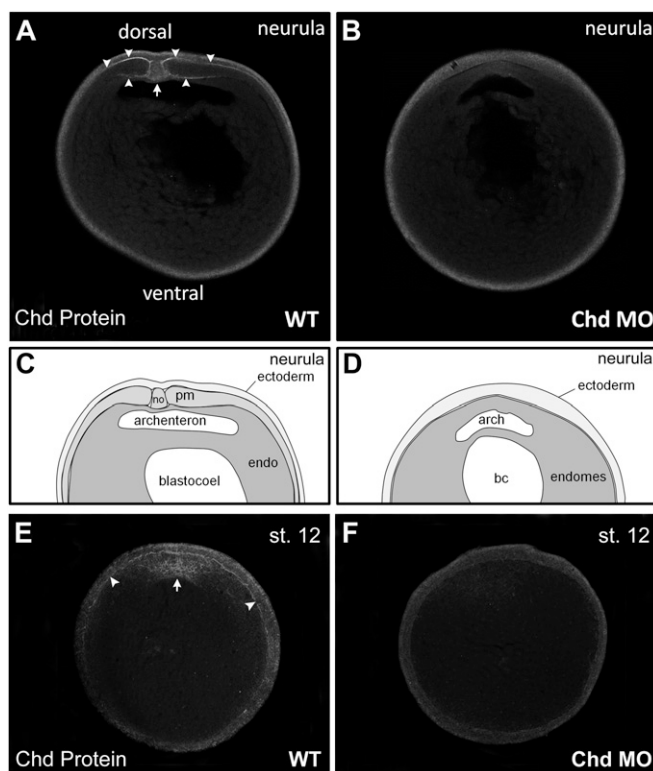 A
neurula
dorsal
ventral
Chd Protein
WT
B
neurula
Chd MO
C
neurula
ectoderm
no
pm
archenteron
endo
blastocoel
D
neurula
ectoderm
arch
bc
endomes
E
st. 12
Chd Protein
WT
F
st. 12
Chd MO